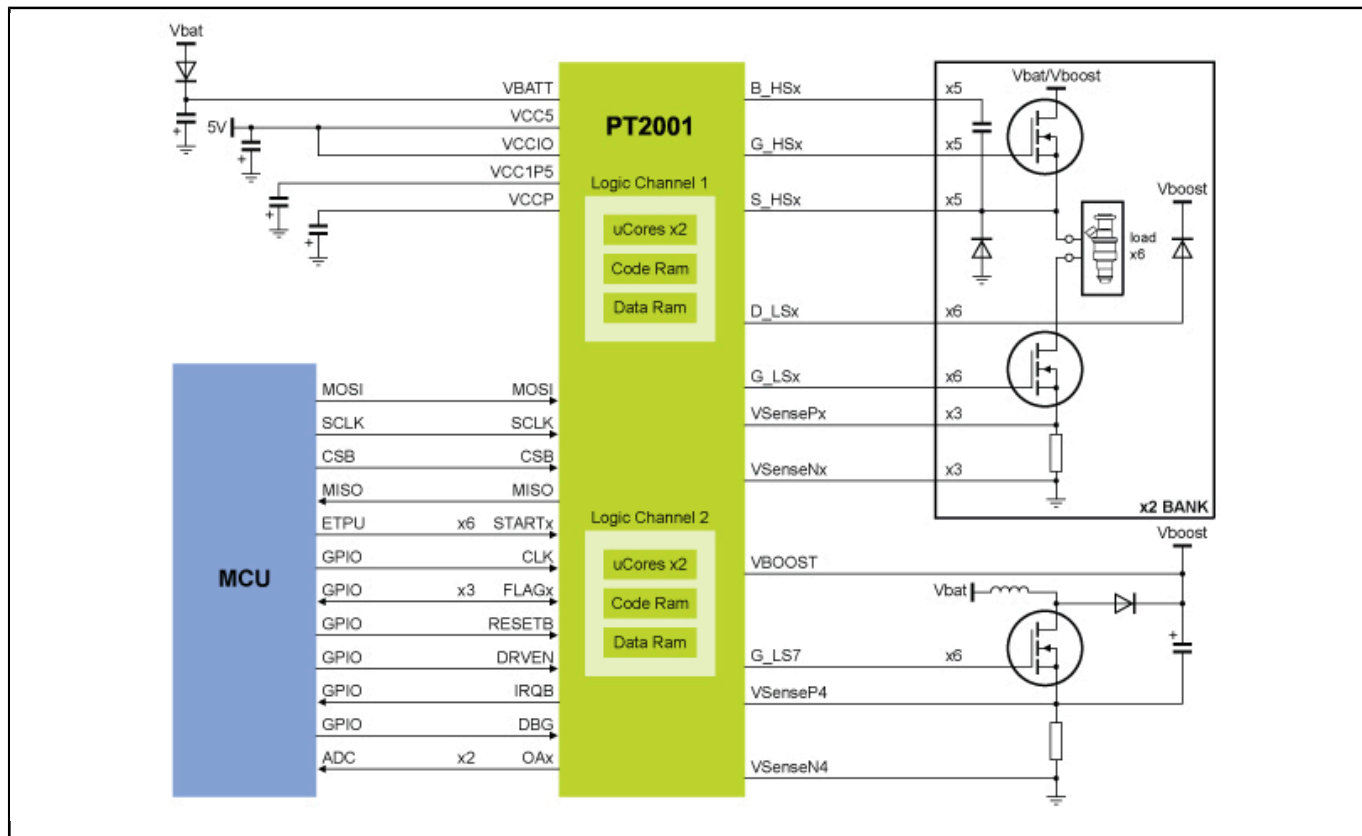 Vbat
VBATT
VCC5
5V
VCCIO
VCC1P5
VCCP
PT2001
Logic Channel 1
uCores x2
Code Ram
Data Ram
B_HSx x5
G_HSx x5
S_HSx x5
D_LSx x6
G_LSx x6
VSensePx x3
VSenseNx x3
Vbat/Vboost
Vboost
load
x6
x2 BANK
MCU
MOSI MOSI
SCLK SCLK
CSB CSB
MISO MISO
ETPU x6 STARTx
GPIO CLK
GPIO x3 FLAGx
GPIO RESETB
GPIO DRVEN
GPIO IRQB
GPIO DBG
ADC x2 OAx
Logic Channel 2
uCores x2
Code Ram
Data Ram
Vboost
VBOOST
Vbat
G_LS7 x6
VSenseP4
VSenseN4